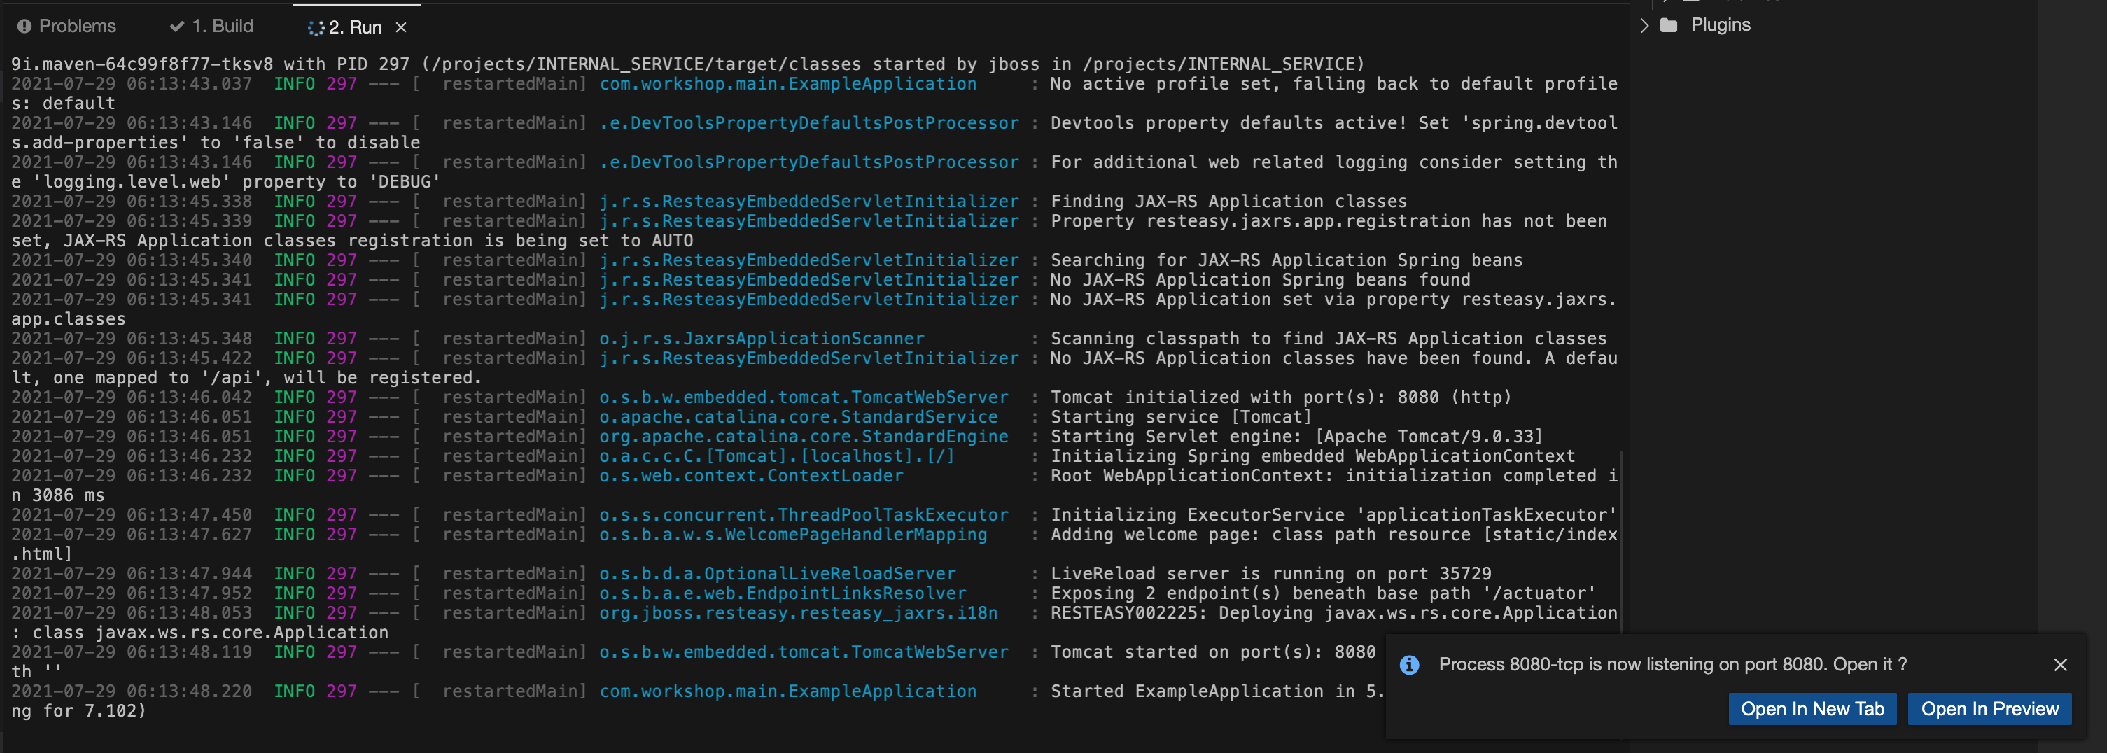 Problems
1. Build
2. Run
Plugins
9i.maven-64c99f8f77-tksv8 with PID 297 (/projects/INTERNAL_SERVICE/target/classes started by jboss in /projects/INTERNAL_SERVICE)
2021-07-29 06:13:43.037  INFO 297 --- [  restartedMain] com.workshop.main.ExampleApplication     : No active profile set, falling back to default profile
s: default
2021-07-29 06:13:43.146  INFO 297 --- [  restartedMain] .e.DevToolsPropertyDefaultsPostProcessor : Devtools property defaults active! Set 'spring.devtool
s.add-properties' to 'false' to disable
2021-07-29 06:13:43.146  INFO 297 --- [  restartedMain] .e.DevToolsPropertyDefaultsPostProcessor : For additional web related logging consider setting th
e 'logging.level.web' property to 'DEBUG'
2021-07-29 06:13:45.338  INFO 297 --- [  restartedMain] j.r.s.ResteasyEmbeddedServletInitializer : Finding JAX-RS Application classes
2021-07-29 06:13:45.339  INFO 297 --- [  restartedMain] j.r.s.ResteasyEmbeddedServletInitializer : Property resteasy.jaxrs.app.registration has not been
set, JAX-RS Application classes registration is being set to AUTO
2021-07-29 06:13:45.340  INFO 297 --- [  restartedMain] j.r.s.ResteasyEmbeddedServletInitializer : Searching for JAX-RS Application Spring beans
2021-07-29 06:13:45.341  INFO 297 --- [  restartedMain] j.r.s.ResteasyEmbeddedServletInitializer : No JAX-RS Application Spring beans found
2021-07-29 06:13:45.341  INFO 297 --- [  restartedMain] j.r.s.ResteasyEmbeddedServletInitializer : No JAX-RS Application set via property resteasy.jaxrs.
app.classes
2021-07-29 06:13:45.348  INFO 297 --- [  restartedMain] o.j.r.s.JaxrsApplicationScanner          : Scanning classpath to find JAX-RS Application classes
2021-07-29 06:13:45.422  INFO 297 --- [  restartedMain] j.r.s.ResteasyEmbeddedServletInitializer : No JAX-RS Application classes have been found. A defau
lt, one mapped to '/api', will be registered.
2021-07-29 06:13:46.042  INFO 297 --- [  restartedMain] o.s.b.w.embedded.tomcat.TomcatWebServer  : Tomcat initialized with port(s): 8080 (http)
2021-07-29 06:13:46.051  INFO 297 --- [  restartedMain] o.apache.catalina.core.StandardService   : Starting service [Tomcat]
2021-07-29 06:13:46.051  INFO 297 --- [  restartedMain] org.apache.catalina.core.StandardEngine  : Starting Servlet engine: [Apache Tomcat/9.0.33]
2021-07-29 06:13:46.232  INFO 297 --- [  restartedMain] o.a.c.c.C.[Tomcat].[localhost].[/]       : Initializing Spring embedded WebApplicationContext
2021-07-29 06:13:46.232  INFO 297 --- [  restartedMain] o.s.web.context.ContextLoader            : Root WebApplicationContext: initialization completed i
n 3086 ms
2021-07-29 06:13:47.450  INFO 297 --- [  restartedMain] o.s.s.concurrent.ThreadPoolTaskExecutor  : Initializing ExecutorService 'applicationTaskExecutor'
2021-07-29 06:13:47.627  INFO 297 --- [  restartedMain] o.s.b.a.w.s.WelcomePageHandlerMapping    : Adding welcome page: class path resource [static/index
.html]
2021-07-29 06:13:47.944  INFO 297 --- [  restartedMain] o.s.b.d.a.OptionalLiveReloadServer       : LiveReload server is running on port 35729
2021-07-29 06:13:47.952  INFO 297 --- [  restartedMain] o.s.b.a.e.web.EndpointLinksResolver      : Exposing 2 endpoint(s) beneath base path '/actuator'
2021-07-29 06:13:48.053  INFO 297 --- [  restartedMain] org.jboss.resteasy.resteasy_jaxrs.i18n   : RESTEASY002225: Deploying javax.ws.rs.core.Application
: class javax.ws.rs.core.Application
2021-07-29 06:13:48.119  INFO 297 --- [  restartedMain] o.s.b.w.embedded.tomcat.TomcatWebServer  : Tomcat started on port(s): 8080
th ''
2021-07-29 06:13:48.220  INFO 297 --- [  restartedMain] com.workshop.main.ExampleApplication     : Started ExampleApplication in 5.
ng for 7.102)
Process 8080-tcp is now listening on port 8080. Open it ?
Open In New Tab
Open In Preview